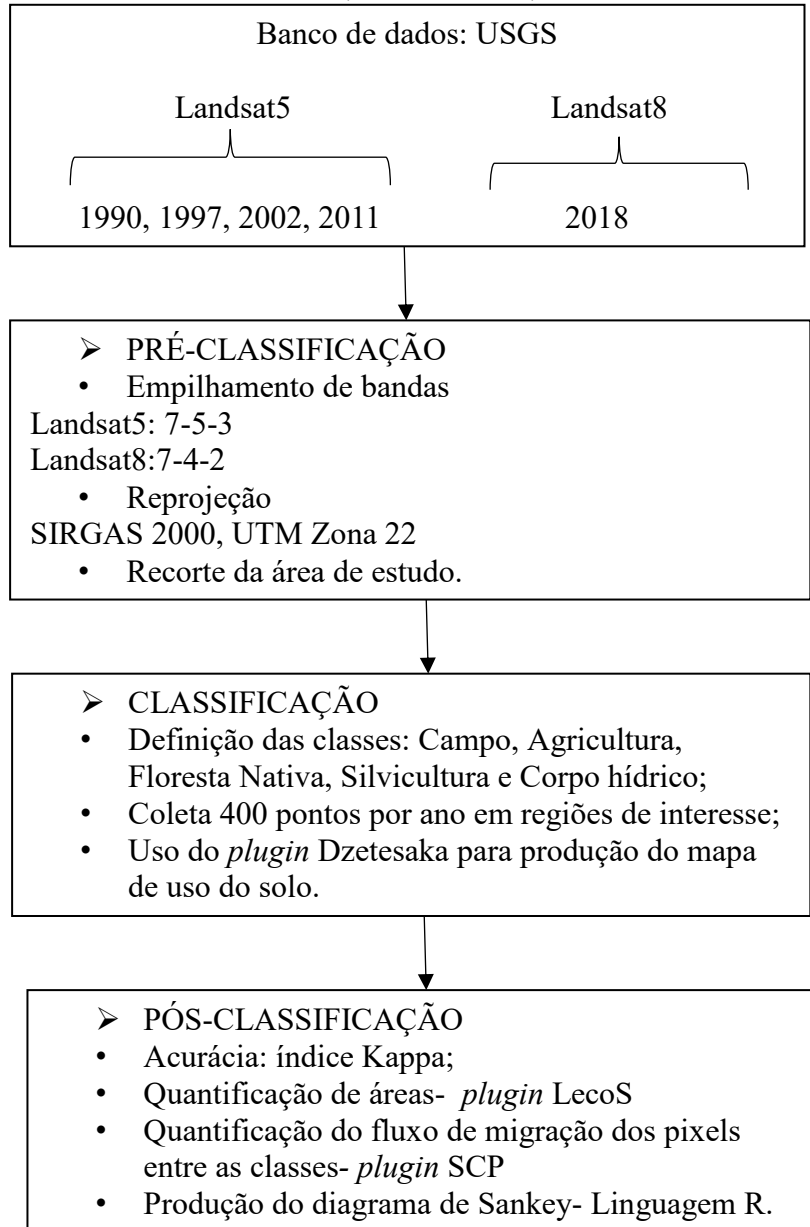 Banco de dados: USGS
Landsat5 Landsat8
1990, 1997, 2002, 2011 2018
➢ PRÉ-CLASSIFICAÇÃO
• Empilhamento de bandas
Landsat5: 7-5-3
Landsat8:7-4-2
• Reprojeção
SIRGAS 2000, UTM Zona 22
• Recorte da área de estudo.
➢ CLASSIFICAÇÃO
• Definição das classes: Campo, Agricultura,
Floresta Nativa, Silvicultura e Corpo hídrico;
• Coleta 400 pontos por ano em regiões de interesse;
• Uso do plugin Dzetesaka para produção do mapa
de uso do solo.
➢ PÓS-CLASSIFICAÇÃO
• Acurácia: índice Kappa;
• Quantificação de áreas- plugin LecoS
• Quantificação do fluxo de migração dos pixels
entre as classes- plugin SCP
• Produção do diagrama de Sankey- Linguagem R.